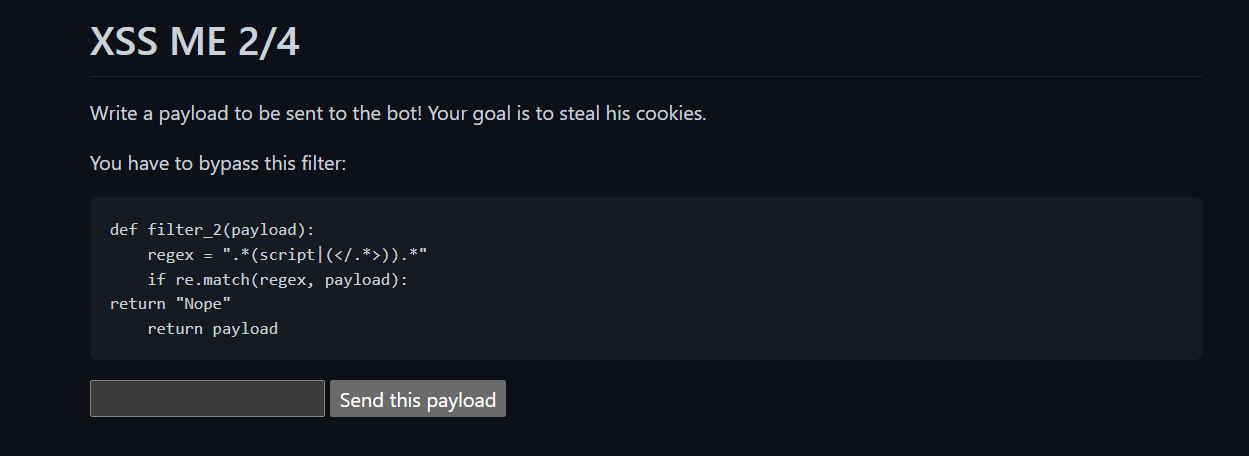 XSS ME 2/4
Write a payload to be sent to the bot! Your goal is to steal his cookies.
You have to bypass this filter:
def filter_2(payload):
    regex = ".*(script|(</.*>)).*"
    if re.match(regex, payload):
return "Nope"
    return payload
Send this payload